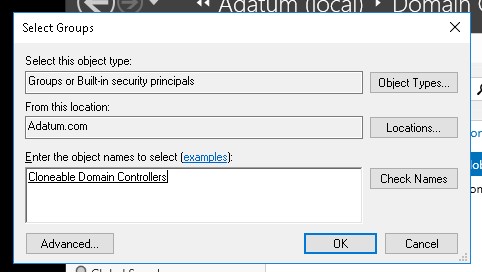 Adatum (local) Domain C
Select Groups
Select this object type:
Groups or Built-in security principals
Object Types...
From this location:
Adatum.com
Locations...
Enter the object names to select (examples):
Cloneable Domain Controllers
Check Names
Advanced...
OK
Cancel